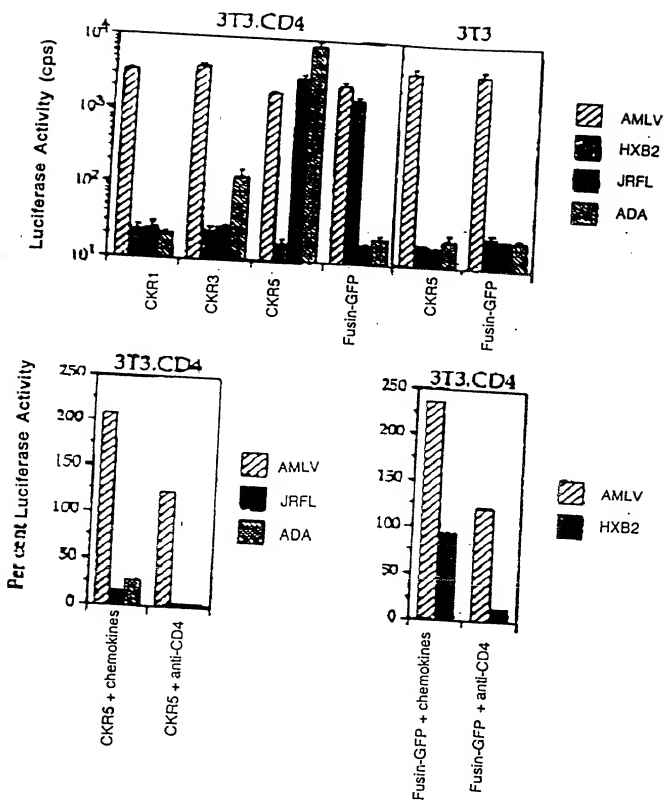 3T3.CD4
3T3
Luciferase Activity (cps)
10⁴
10³
10²
10¹
CKR1
CKR3
CKR5
Fusin-GFP
CKR5
Fusin-GFP
AMLV
HXB2
JRFL
ADA
3T3.CD4
Per cent Luciferase Activity
250
200
150
100
50
0
CKR5 + chemokines
CKR5 + anti-CD4
AMLV
JRFL
ADA
3T3.CD4
250
200
150
100
50
0
Fusin-GFP + chemokines
Fusin-GFP + anti-CD4
AMLV
HXB2